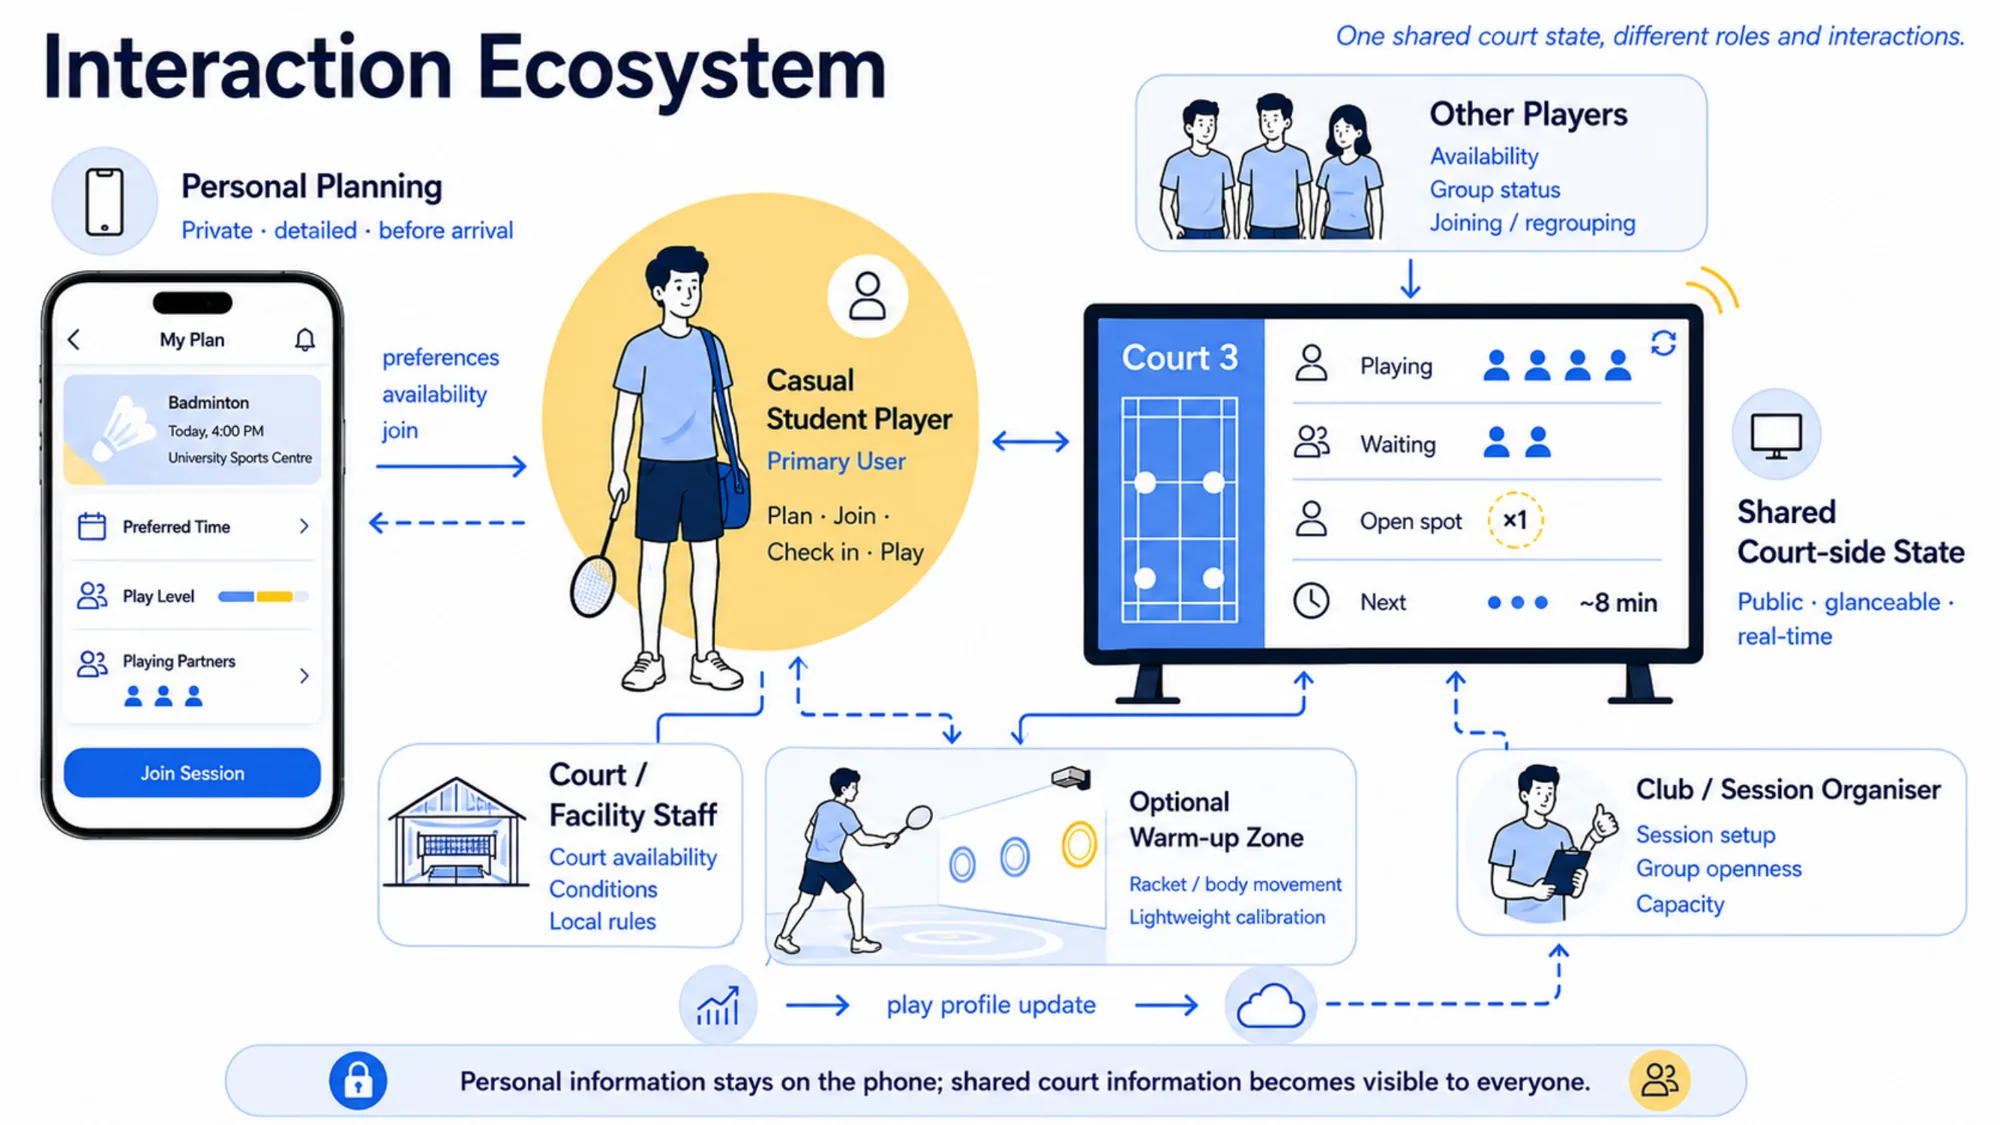 Interaction Ecosystem
One shared court state, different roles and interactions.
Personal Planning
Private · detailed · before arrival
My Plan
Badminton
Today, 4:00 PM
University Sports Centre
Preferred Time
Play Level
Playing Partners
Join Session
preferences
availability
join
Casual
Student Player
Primary User
Plan · Join ·
Check in · Play
Other Players
Availability
Group status
Joining / regrouping
Court 3
Playing
Waiting
Open spot ×1
Next ~8 min
Shared
Court-side State
Public · glanceable ·
real-time
Court /
Facility Staff
Court availability
Conditions
Local rules
Optional
Warm-up Zone
Racket / body movement
Lightweight calibration
Club / Session Organiser
Session setup
Group openness
Capacity
play profile update
Personal information stays on the phone; shared court information becomes visible to everyone.